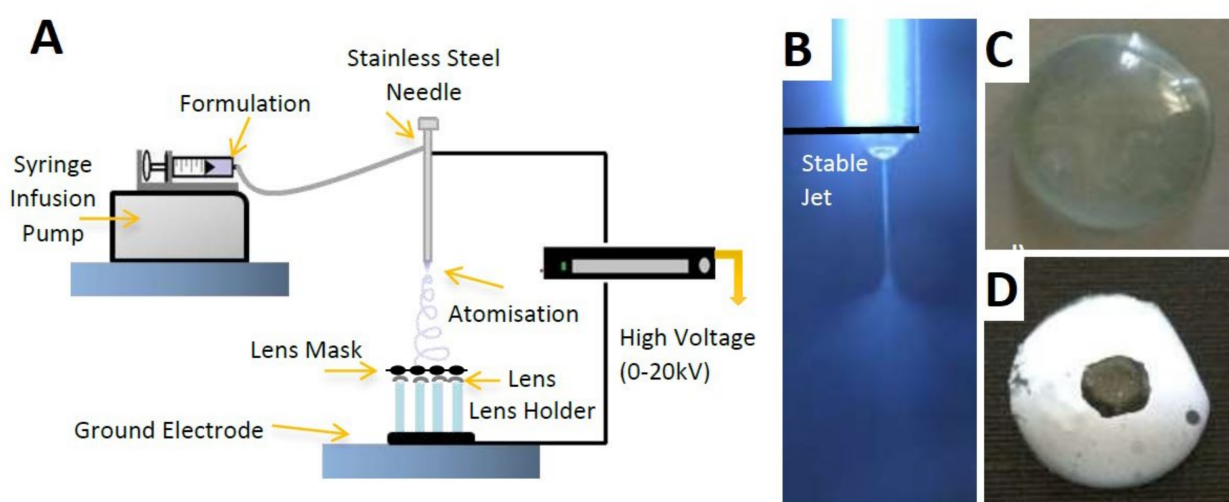 A
Stainless Steel
Needle
Formulation
Syringe
Infusion
Pump
Atomisation
High Voltage
(0-20kV)
Lens Mask
Lens
Lens Holder
Ground Electrode
B
Stable
Jet
C
D